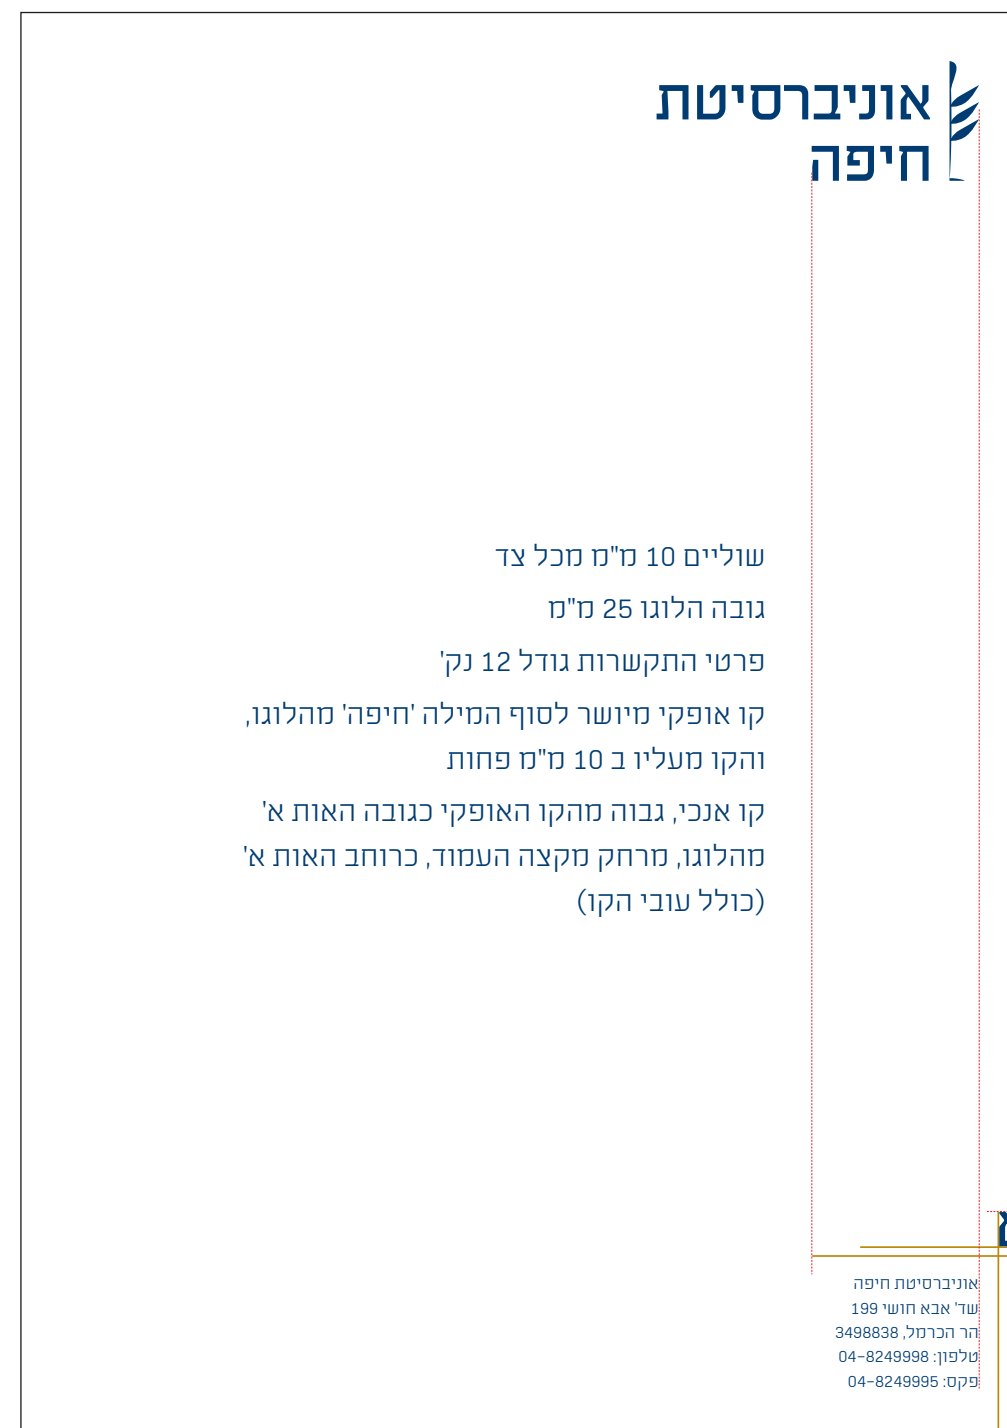 אוניברסיטת
חיפה
שוליים 10 מ"מ מכל צד
גובה הלוגו 25 מ"מ
פרטי התקשרות גודל 12 נק'
קו אופקי מיושר לסוף המילה 'חיפה' מהלוגו,
והקו מעליו ב 10 מ"מ פחות
קו אנכי, גבוה מהקו האופקי כגובה האות א'
מהלוגו, מרחק מקצה העמוד, כרוחב האות א'
(כולל עובי הקו)
אוניברסיטת חיפה
שד' אבא חושי 199
הר הכרמל, 3498838
טלפון: 04-8249998
פקס: 04-8249995